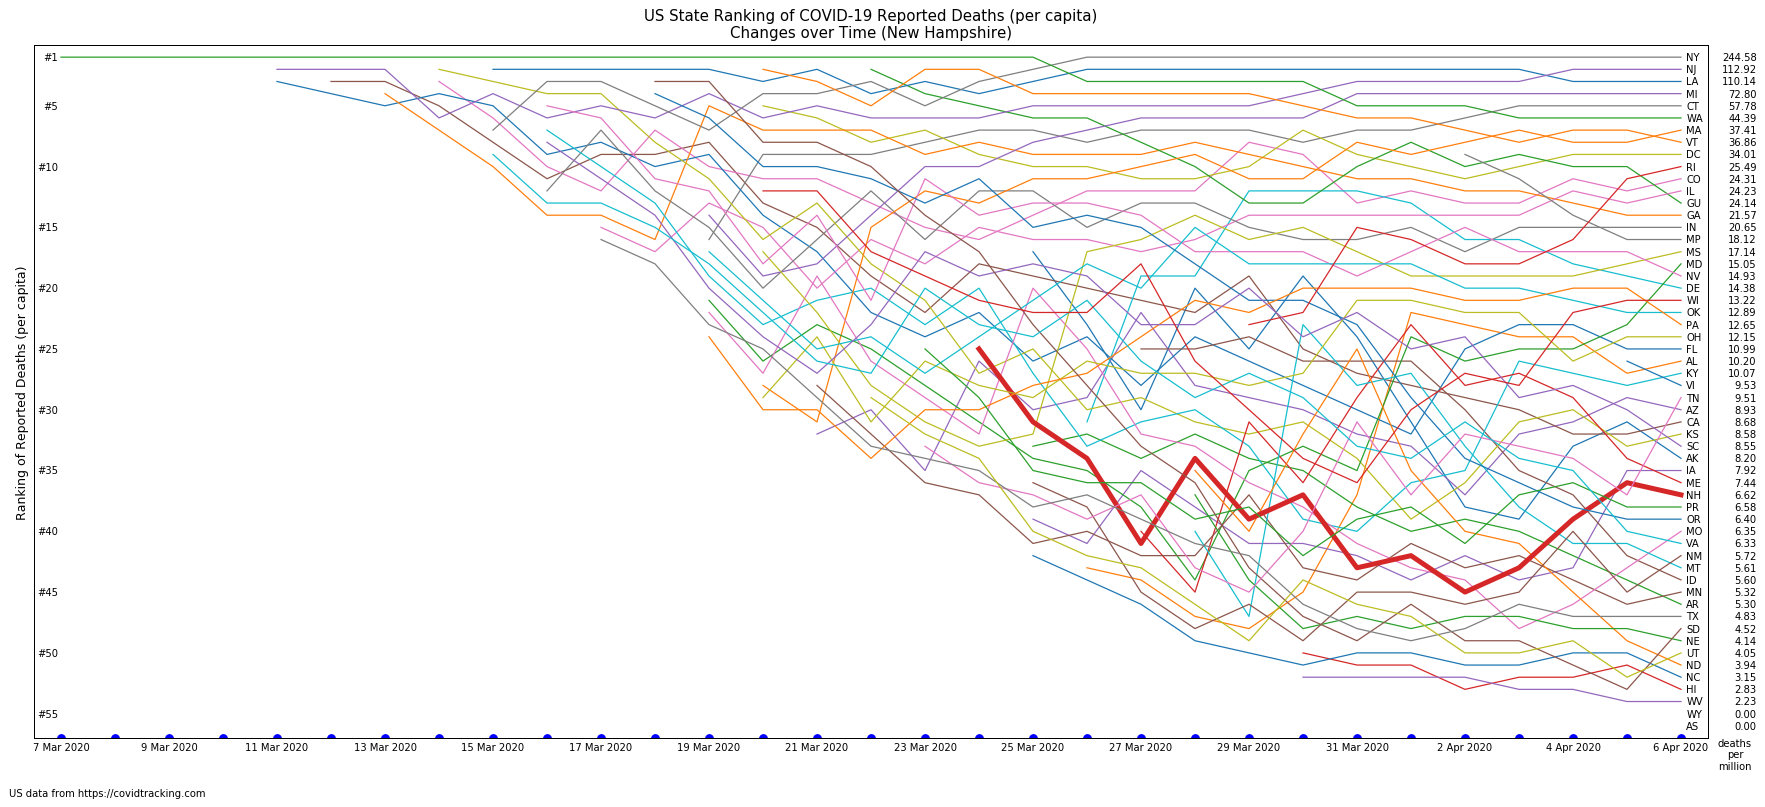 US State Ranking of COVID-19 Reported Deaths (per capita)
Changes over Time (New Hampshire)
Ranking of Reported Deaths (per capita)
#1
#5
#10
#15
#20
#25
#30
#35
#40
#45
#50
#55
NY 244.58
NJ 112.92
LA 110.14
MI 72.80
CT 57.78
WA 44.39
MA 37.41
VT 36.86
DC 34.01
RI 25.49
CO 24.31
IL 24.23
GU 24.14
GA 21.57
IN 20.65
MP 18.12
MS 17.14
MD 15.05
NV 14.93
DE 14.38
WI 13.22
OK 12.89
PA 12.65
OH 12.15
FL 10.99
AL 10.20
KY 10.07
VI 9.53
TN 9.51
AZ 8.93
CA 8.68
KS 8.58
SC 8.55
AK 8.20
IA 7.92
ME 7.44
NH 6.62
PR 6.58
OR 6.40
MO 6.35
VA 6.33
NM 5.72
MT 5.61
ID 5.60
MN 5.32
AR 5.30
TX 4.83
SD 4.52
NE 4.14
UT 4.05
ND 3.94
NC 3.15
HI 2.83
WV 2.23
WY 0.00
AS 0.00
7 Mar 2020 9 Mar 2020 11 Mar 2020 13 Mar 2020 15 Mar 2020 17 Mar 2020 19 Mar 2020 21 Mar 2020 23 Mar 2020 25 Mar 2020 27 Mar 2020 29 Mar 2020 31 Mar 2020 2 Apr 2020 4 Apr 2020 6 Apr 2020
deaths
per
million
US data from https://covidtracking.com